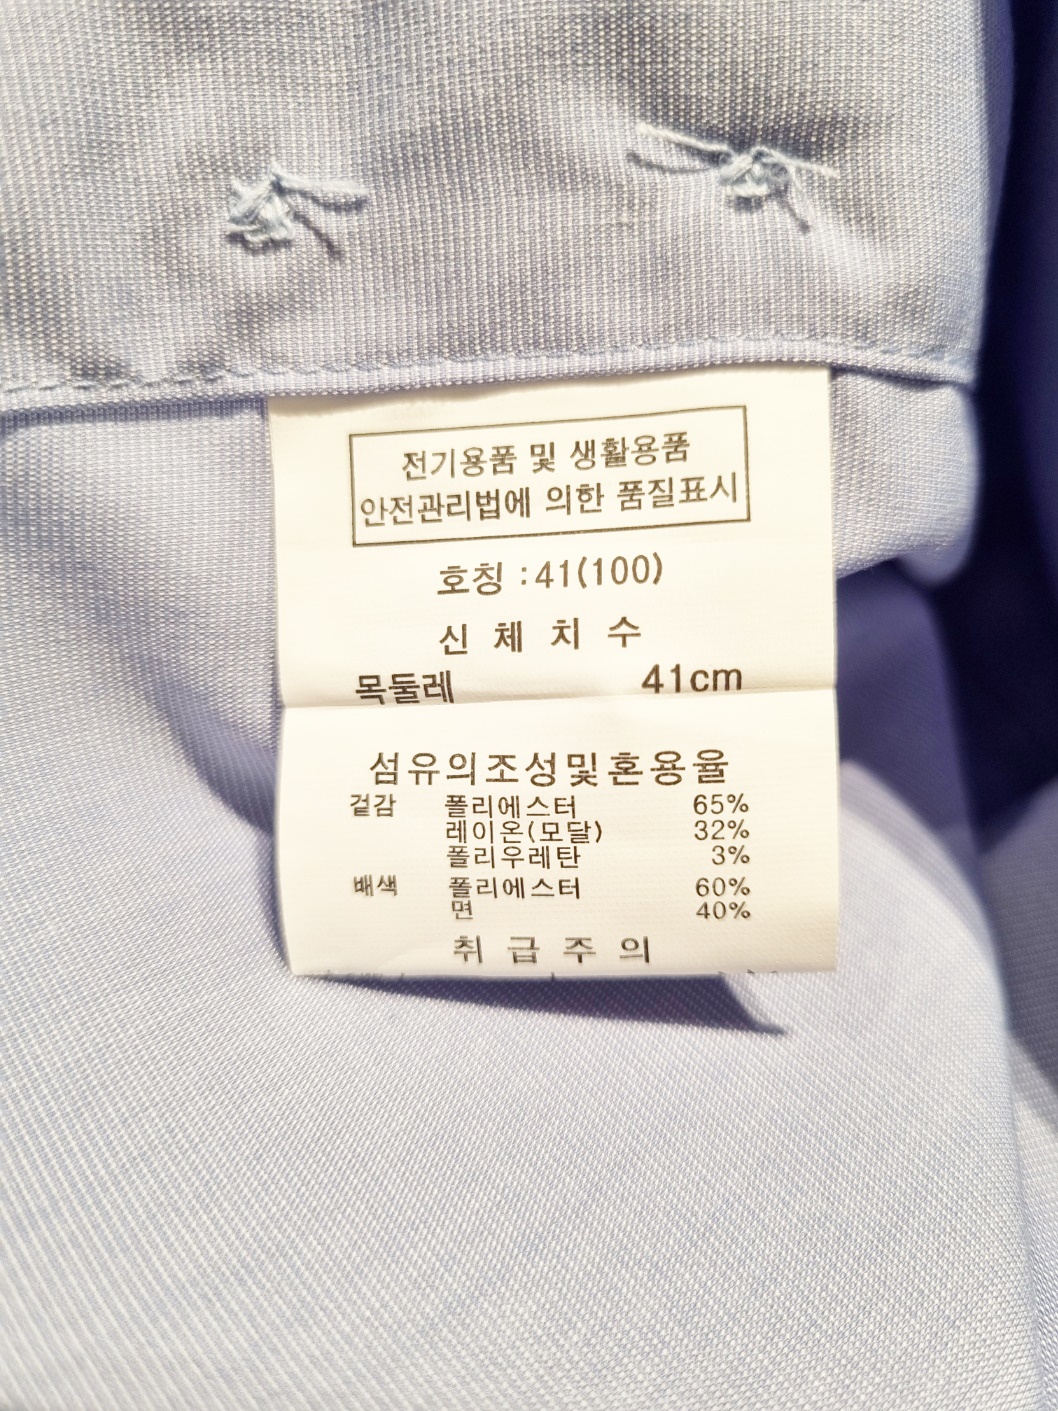 전기용품 및 생활용품
안전관리법에 의한 품질표시
호칭 :41(100)
신 체 치 수
목둘레 41cm
섬유의조성및혼용율
겉감 폴리에스터 65%
레이온(모달) 32%
폴리우레탄 3%
배색 폴리에스터 60%
면 40%
취 급 주 의